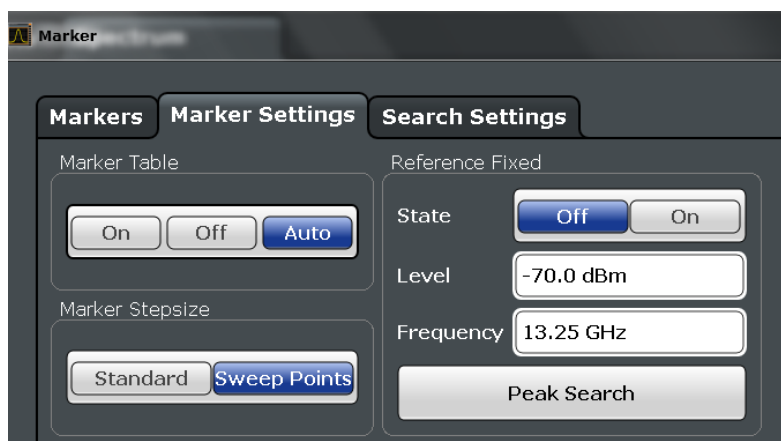 Marker
Spectrum
Markers
Marker Settings
Search Settings
Marker Table
On
Off
Auto
Marker Stepsize
Standard
Sweep Points
Reference Fixed
State
Off
On
Level
-70.0 dBm
Frequency
13.25 GHz
Peak Search